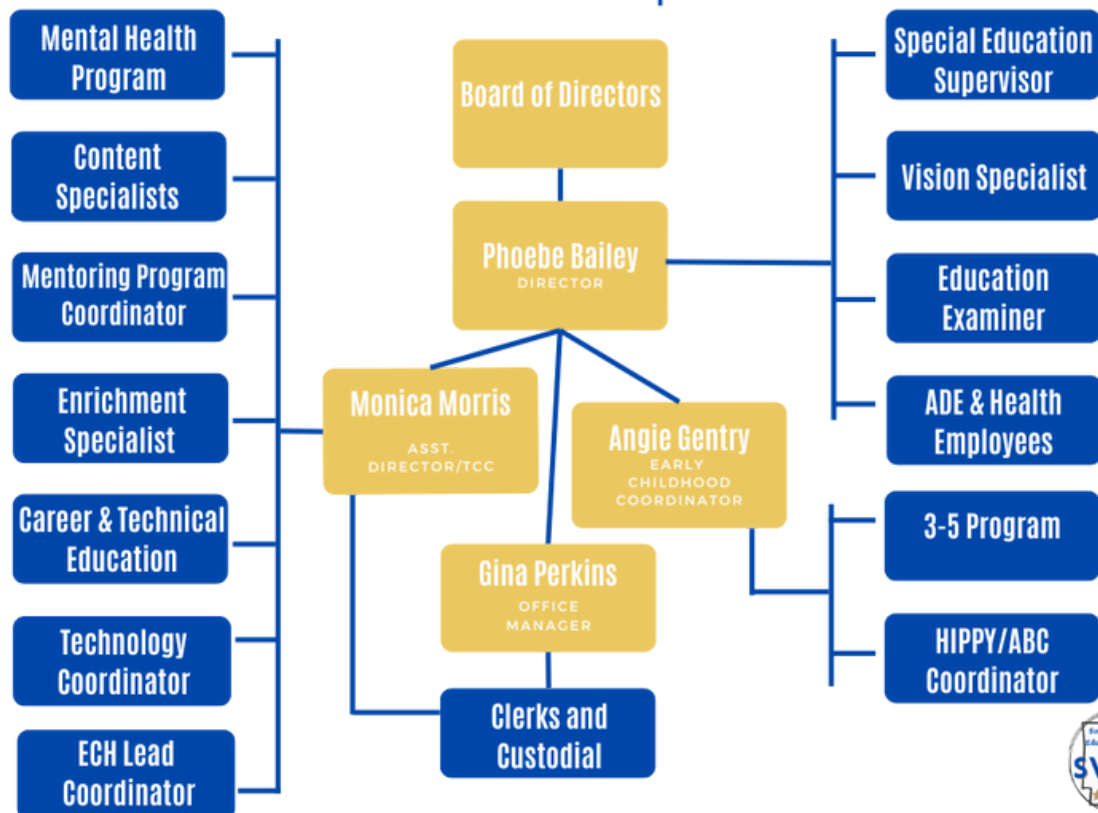 Mental Health
Program
Content
Specialists
Mentoring Program
Coordinator
Enrichment
Specialist
Career & Technical
Education
Technology
Coordinator
ECH Lead
Coordinator
Board of Directors
Phoebe Bailey
DIRECTOR
Monica Morris
ASST.
DIRECTOR/TCC
Angie Gentry
EARLY
CHILDHOOD
COORDINATOR
Gina Perkins
OFFICE
MANAGER
Clerks and
Custodial
Special Education
Supervisor
Vision Specialist
Education
Examiner
ADE & Health
Employees
3-5 Program
HIPPY/ABC
Coordinator